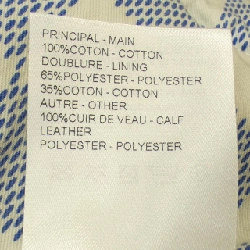 PRINCIPAL - MAIN
100%COTON - COTTON
DOUBLURE - LINING
65%POLYESTER - POLYESTER
35%COTON - COTTON
AUTRE - OTHER
100%CUIR DE VEAU - CALF
LEATHER
POLYESTER - POLYESTER